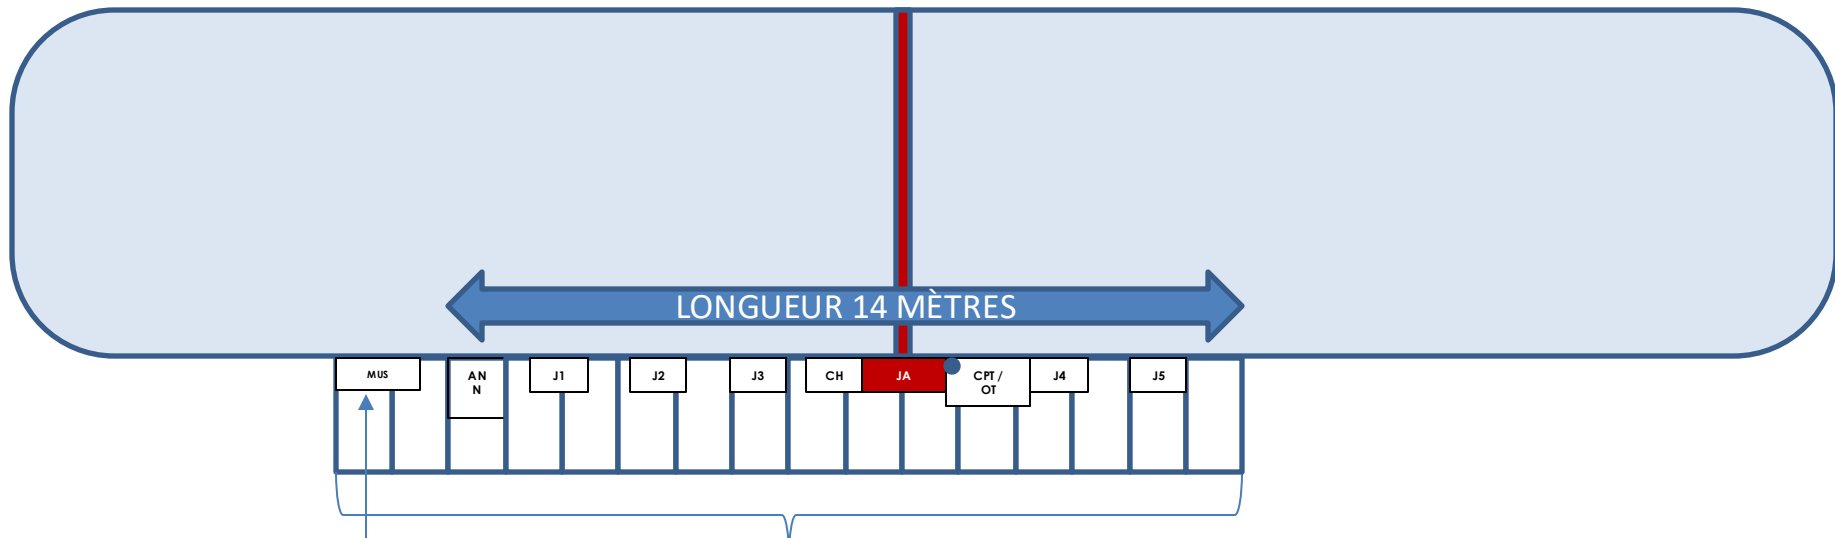 LONGUEUR 14 MÈTRES
MUS
AN
N
J1
J2
J3
CH
JA
CPT /
OT
J4
J5